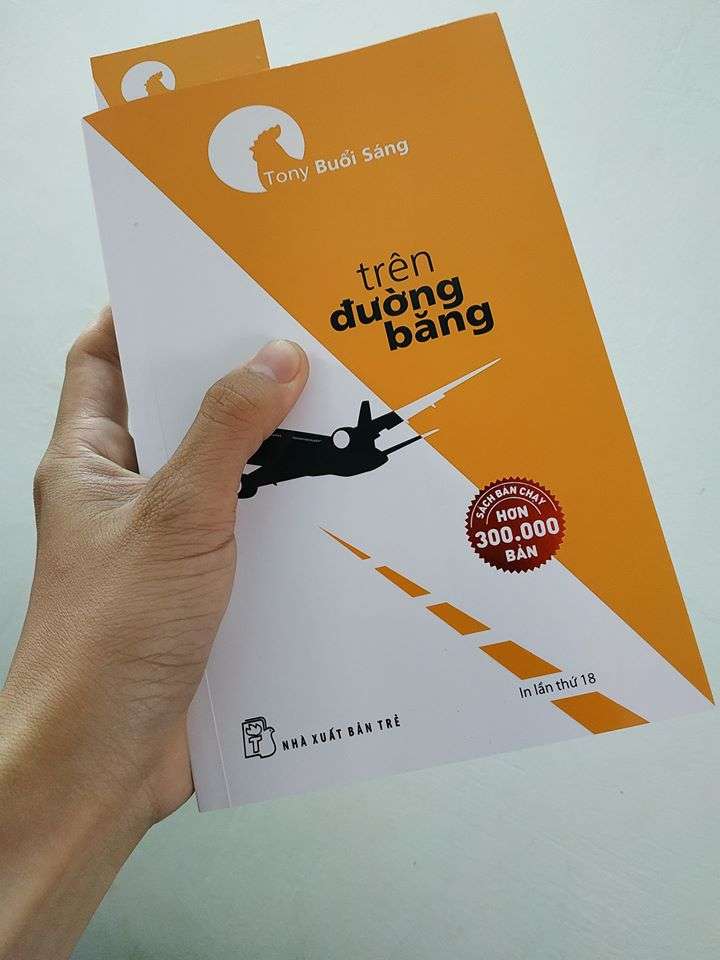 Tony Buổi Sáng
trên
đường
băng
SÁCH BÁN CHẠY
HƠN
300.000
BẢN
In lần thứ 18
NHÀ XUẤT BẢN TRẺ